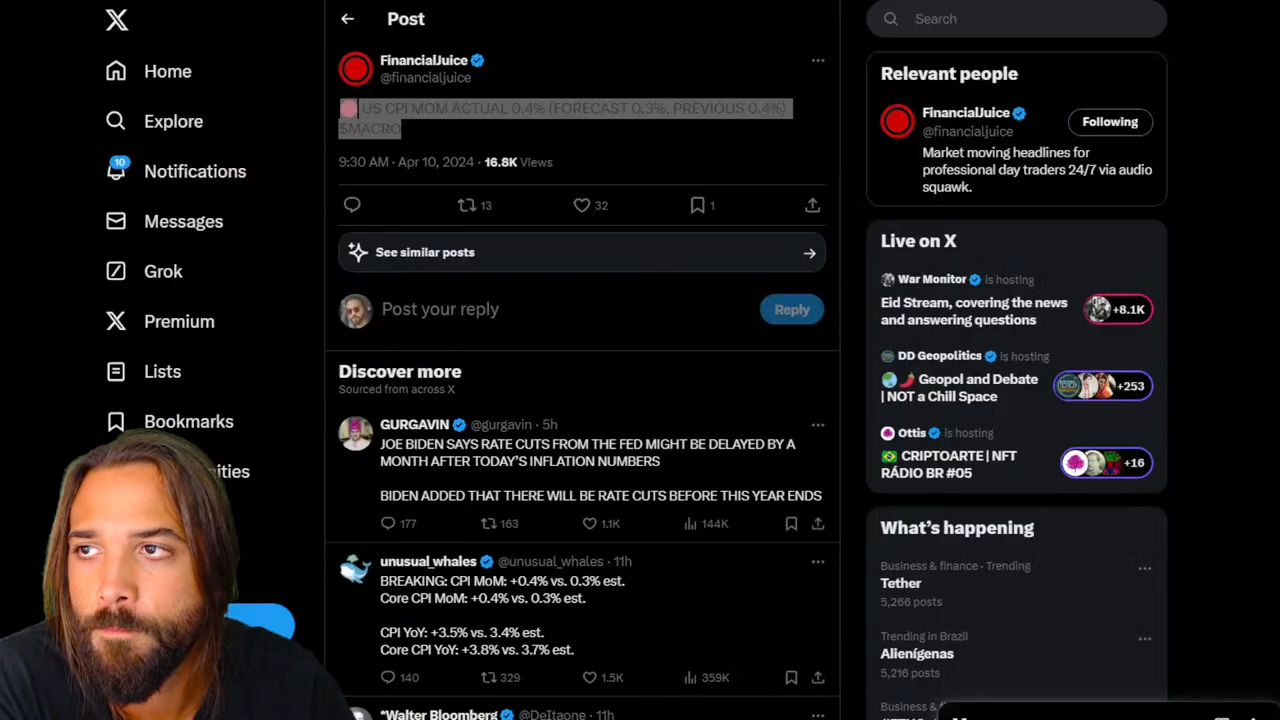 Home
Explore
10
Notifications
Messages
Grok
Premium
Lists
Bookmarks
Post
FinancialJuice
@financialjuice
US CPI MOM ACTUAL 0.4% (FORECAST 0.3%, PREVIOUS 0.4%)
$MACRO
9:30 AM · Apr 10, 2024 · 16.8K Views
13 32 1
See similar posts
Post your reply
Reply
Discover more
Sourced from across X
GURGAVIN @gurgavin · 5h
JOE BIDEN SAYS RATE CUTS FROM THE FED MIGHT BE DELAYED BY A
MONTH AFTER TODAY'S INFLATION NUMBERS
BIDEN ADDED THAT THERE WILL BE RATE CUTS BEFORE THIS YEAR ENDS
177 163 1.1K 144K
unusual_whales @unusual_whales · 11h
BREAKING: CPI MoM: +0.4% vs. 0.3% est.
Core CPI MoM: +0.4% vs. 0.3% est.
CPI YoY: +3.5% vs. 3.4% est.
Core CPI YoY: +3.8% vs. 3.7% est.
140 329 1.5K 359K
*Walter Bloomberg @DeItaone · 11h
Search
Relevant people
FinancialJuice
@financialjuice
Following
Market moving headlines for
professional day traders 24/7 via audio
squawk.
Live on X
War Monitor is hosting
Eid Stream, covering the news
and answering questions
+8.1K
DD Geopolitics is hosting
Geopol and Debate
| NOT a Chill Space
+253
Ottis is hosting
CRIPTOARTE | NFT
RÁDIO BR #05
+16
What's happening
Business & finance · Trending
Tether
5,266 posts
Trending in Brazil
Alienígenas
5,216 posts